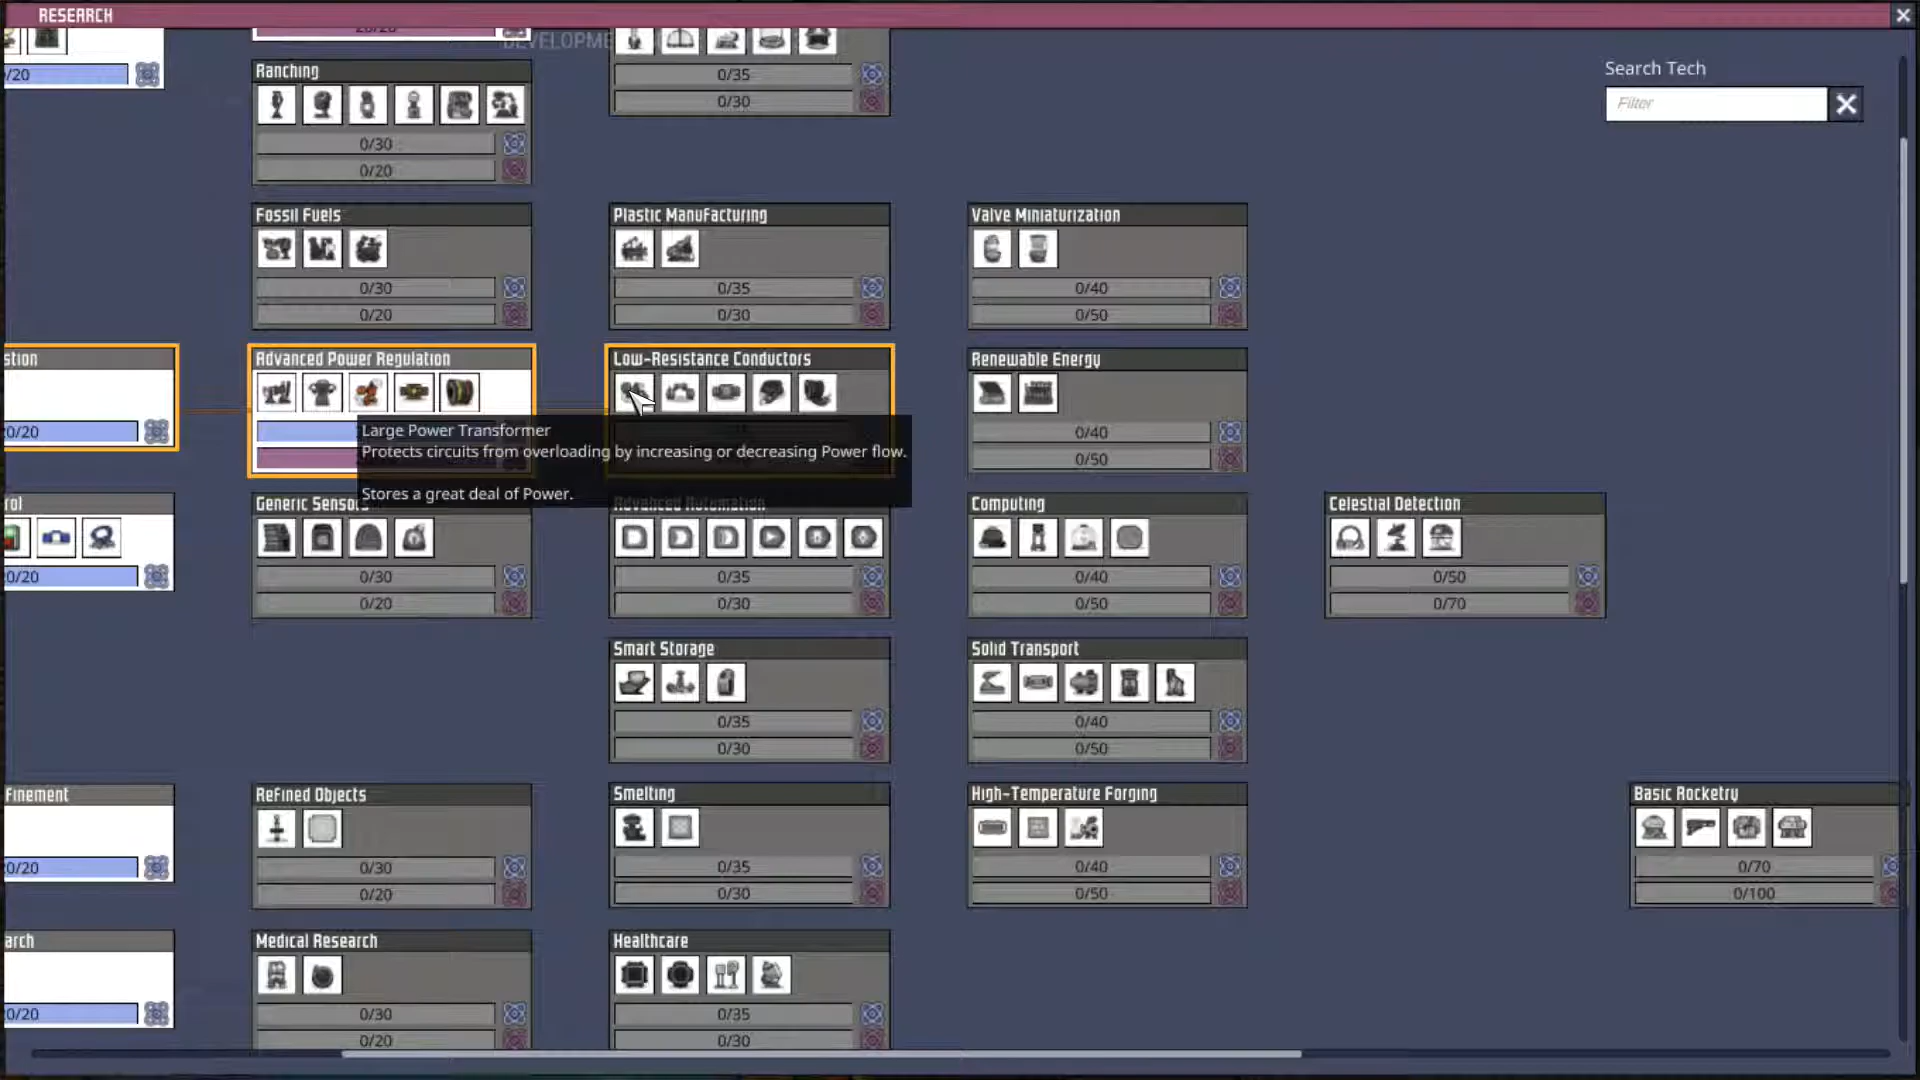 RESEARCH
DEVELOPME
Search Tech
Filter
/20
0/35
0/30
Ranching
0/30
0/20
Fossil Fuels
0/30
0/20
Plastic Manufacturing
0/35
0/30
Valve Miniaturization
0/40
0/50
stion
0/20
Advanced Power Regulation
Low-Resistance Conductors
Renewable Energy
0/40
0/50
Large Power Transformer
Protects circuits from overloading by increasing or decreasing Power flow.
Stores a great deal of Power.
rol
0/20
Generic Sensors
0/30
0/20
Advanced Automation
0/35
0/30
Computing
0/40
0/50
Celestial Detection
0/50
0/70
Smart Storage
0/35
0/30
Solid Transport
0/40
0/50
Finement
0/20
Refined Objects
0/30
0/20
Smelting
0/35
0/30
High-Temperature Forging
0/40
0/50
Basic Rocketry
0/70
0/100
arch
0/20
Medical Research
0/30
0/20
Healthcare
0/35
0/30